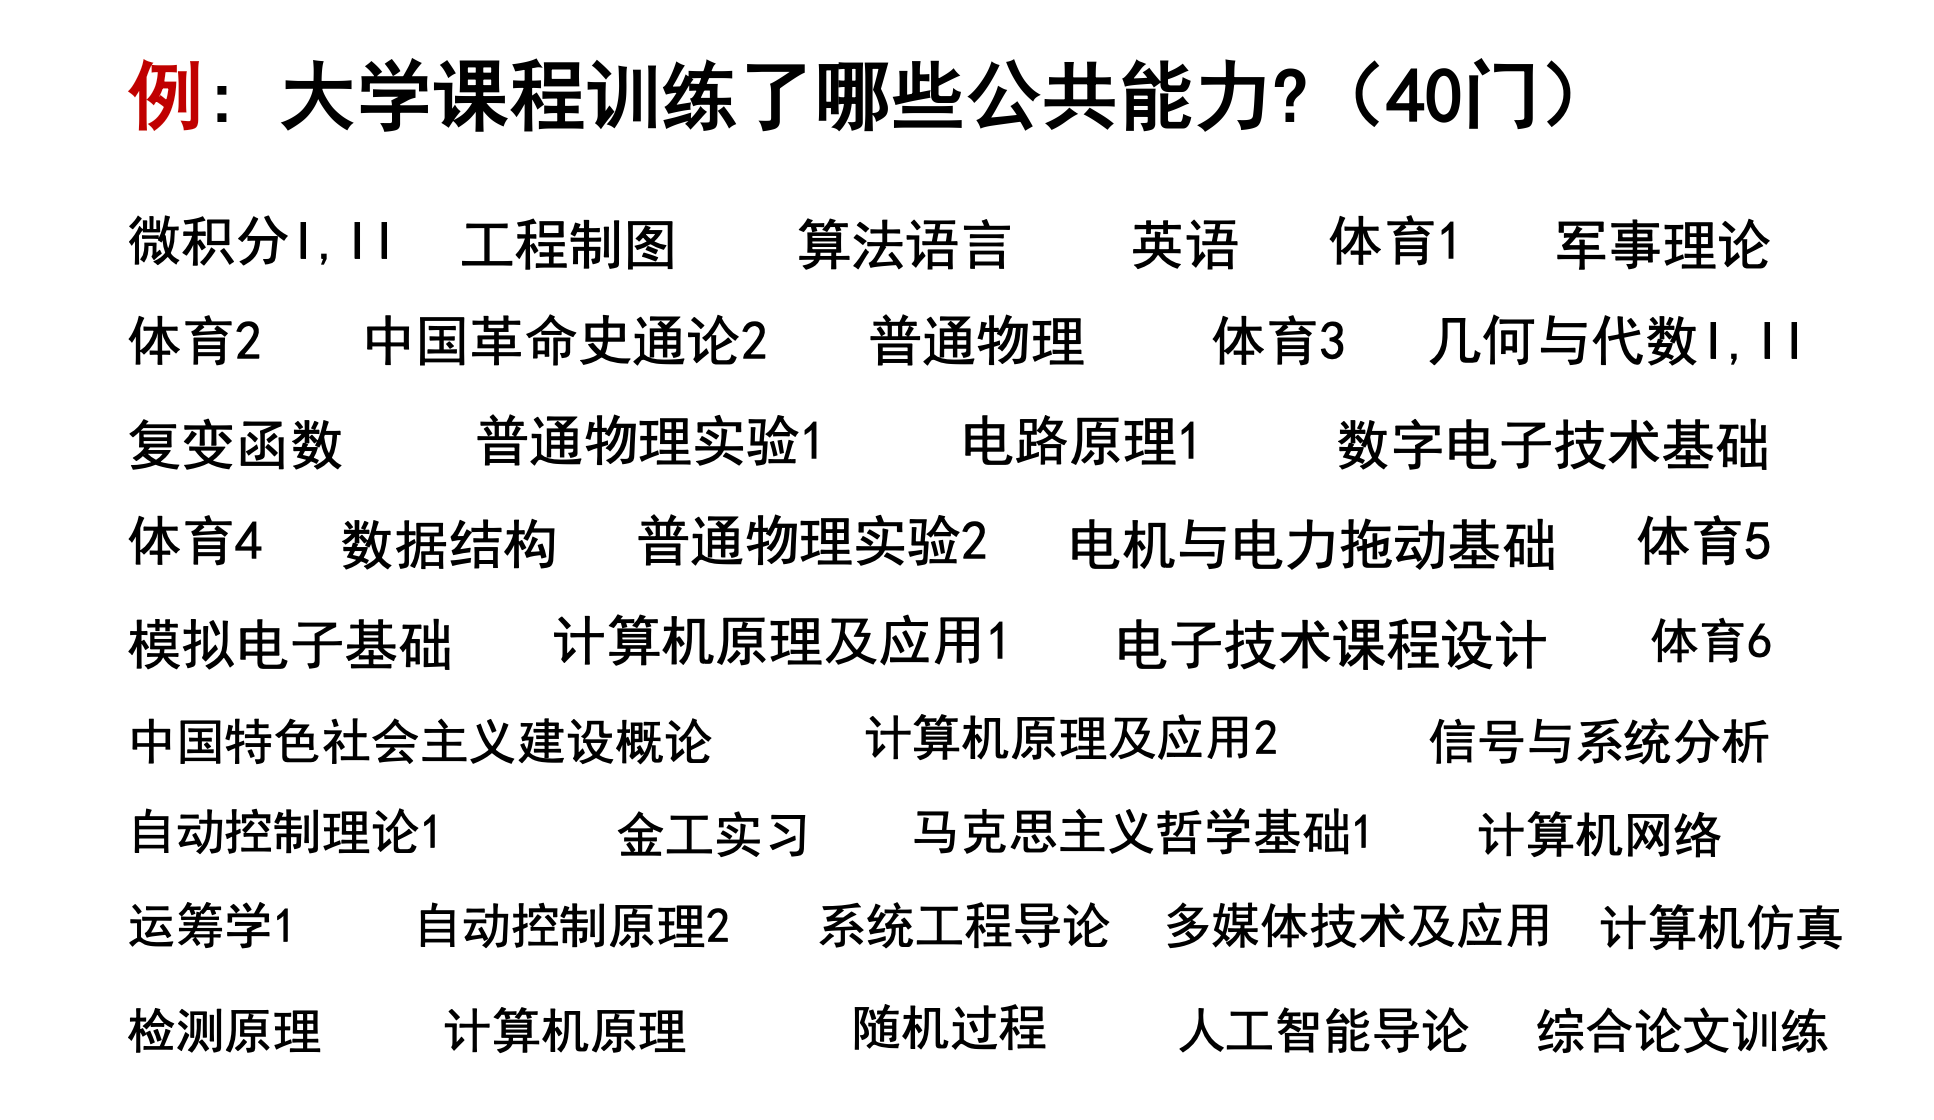 例：大学课程训练了哪些公共能力?（40门）
微积分I,II 工程制图 算法语言 英语 体育1 军事理论
体育2 中国革命史通论2 普通物理 体育3 几何与代数I,II
复变函数 普通物理实验1 电路原理1 数字电子技术基础
体育4 数据结构 普通物理实验2 电机与电力拖动基础 体育5
模拟电子基础 计算机原理及应用1 电子技术课程设计 体育6
中国特色社会主义建设概论 计算机原理及应用2 信号与系统分析
自动控制理论1 金工实习 马克思主义哲学基础1 计算机网络
运筹学1 自动控制原理2 系统工程导论 多媒体技术及应用 计算机仿真
检测原理 计算机原理 随机过程 人工智能导论 综合论文训练